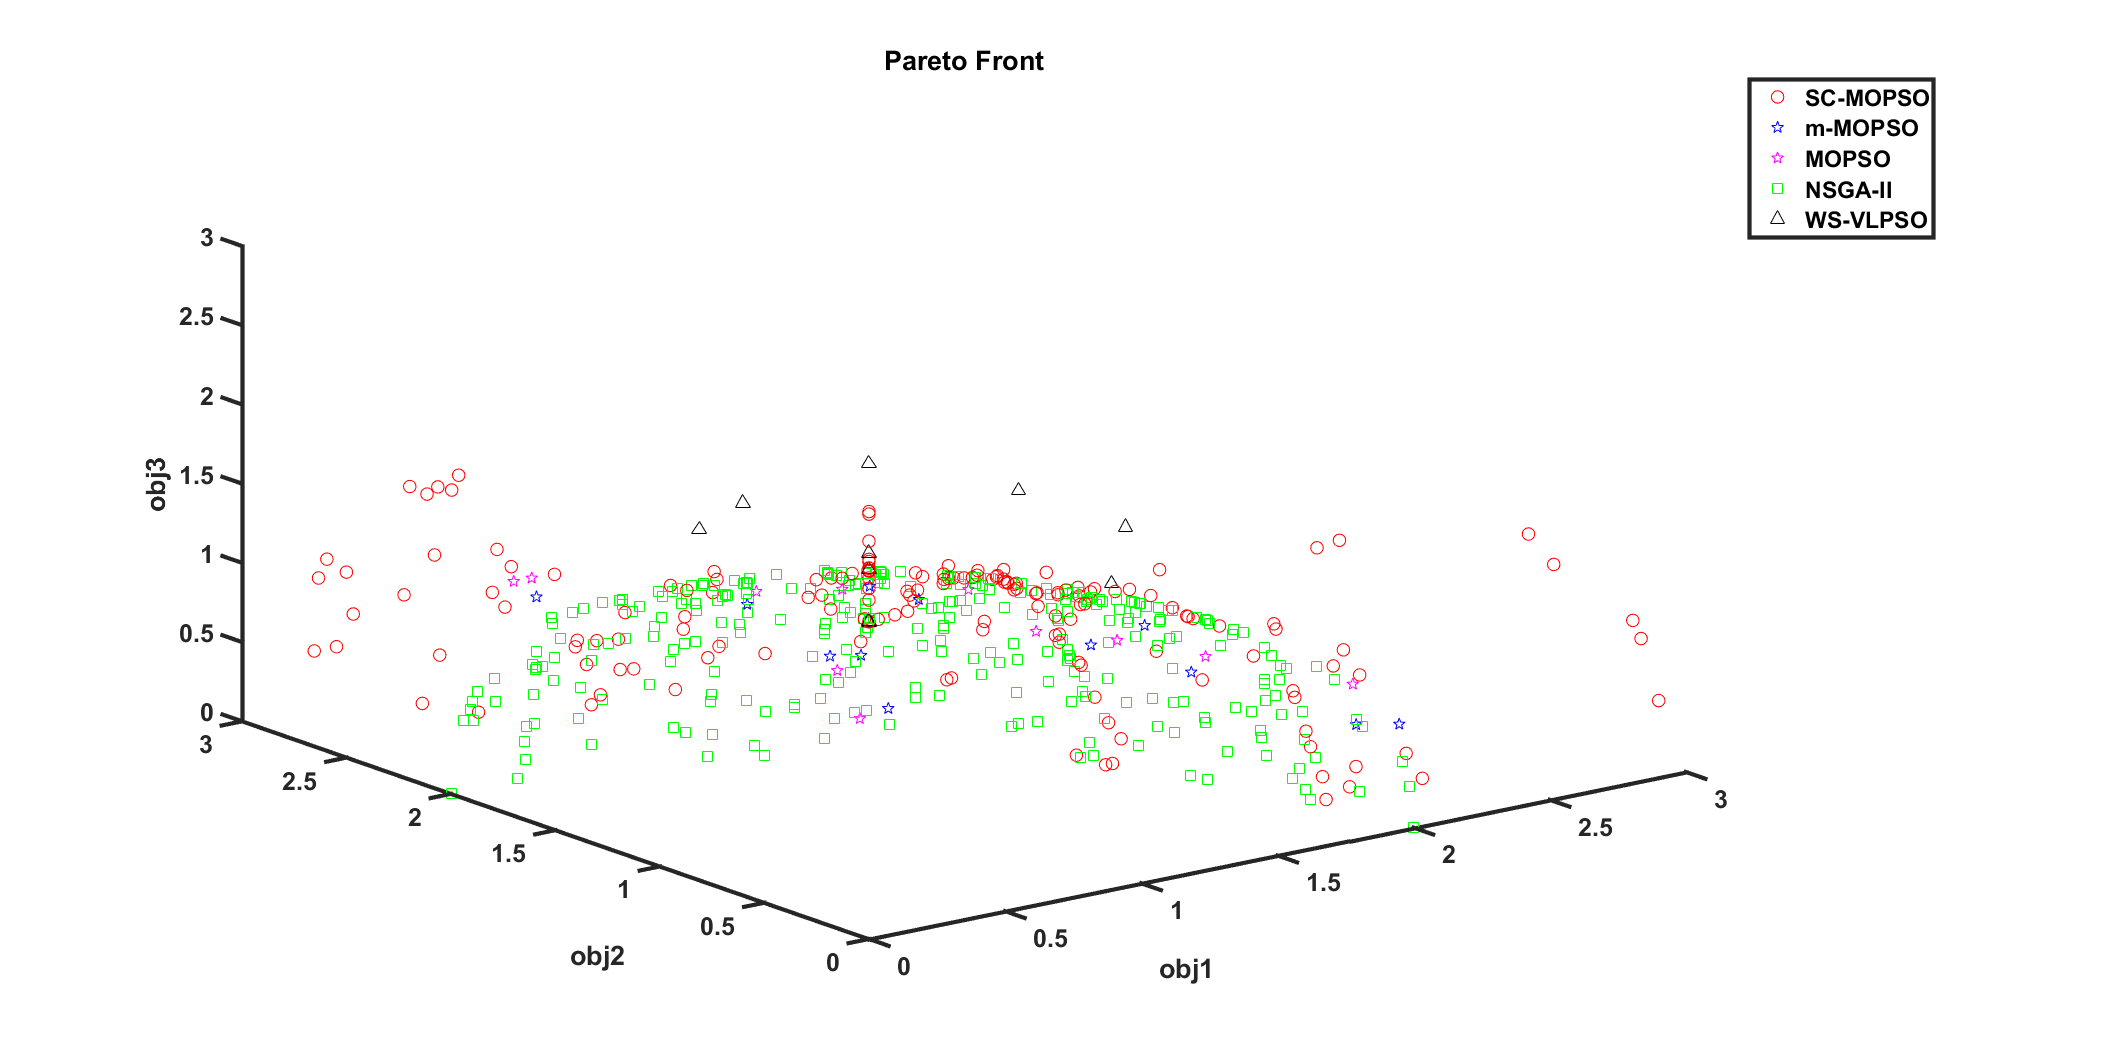 Pareto Front
SC-MOPSO
m-MOPSO
MOPSO
NSGA-II
WS-VLPSO
3
2.5
2
1.5
1
0.5
0
obj3
3
2.5
2
1.5
1
0.5
0
obj2
0
0.5
1
1.5
2
2.5
3
obj1